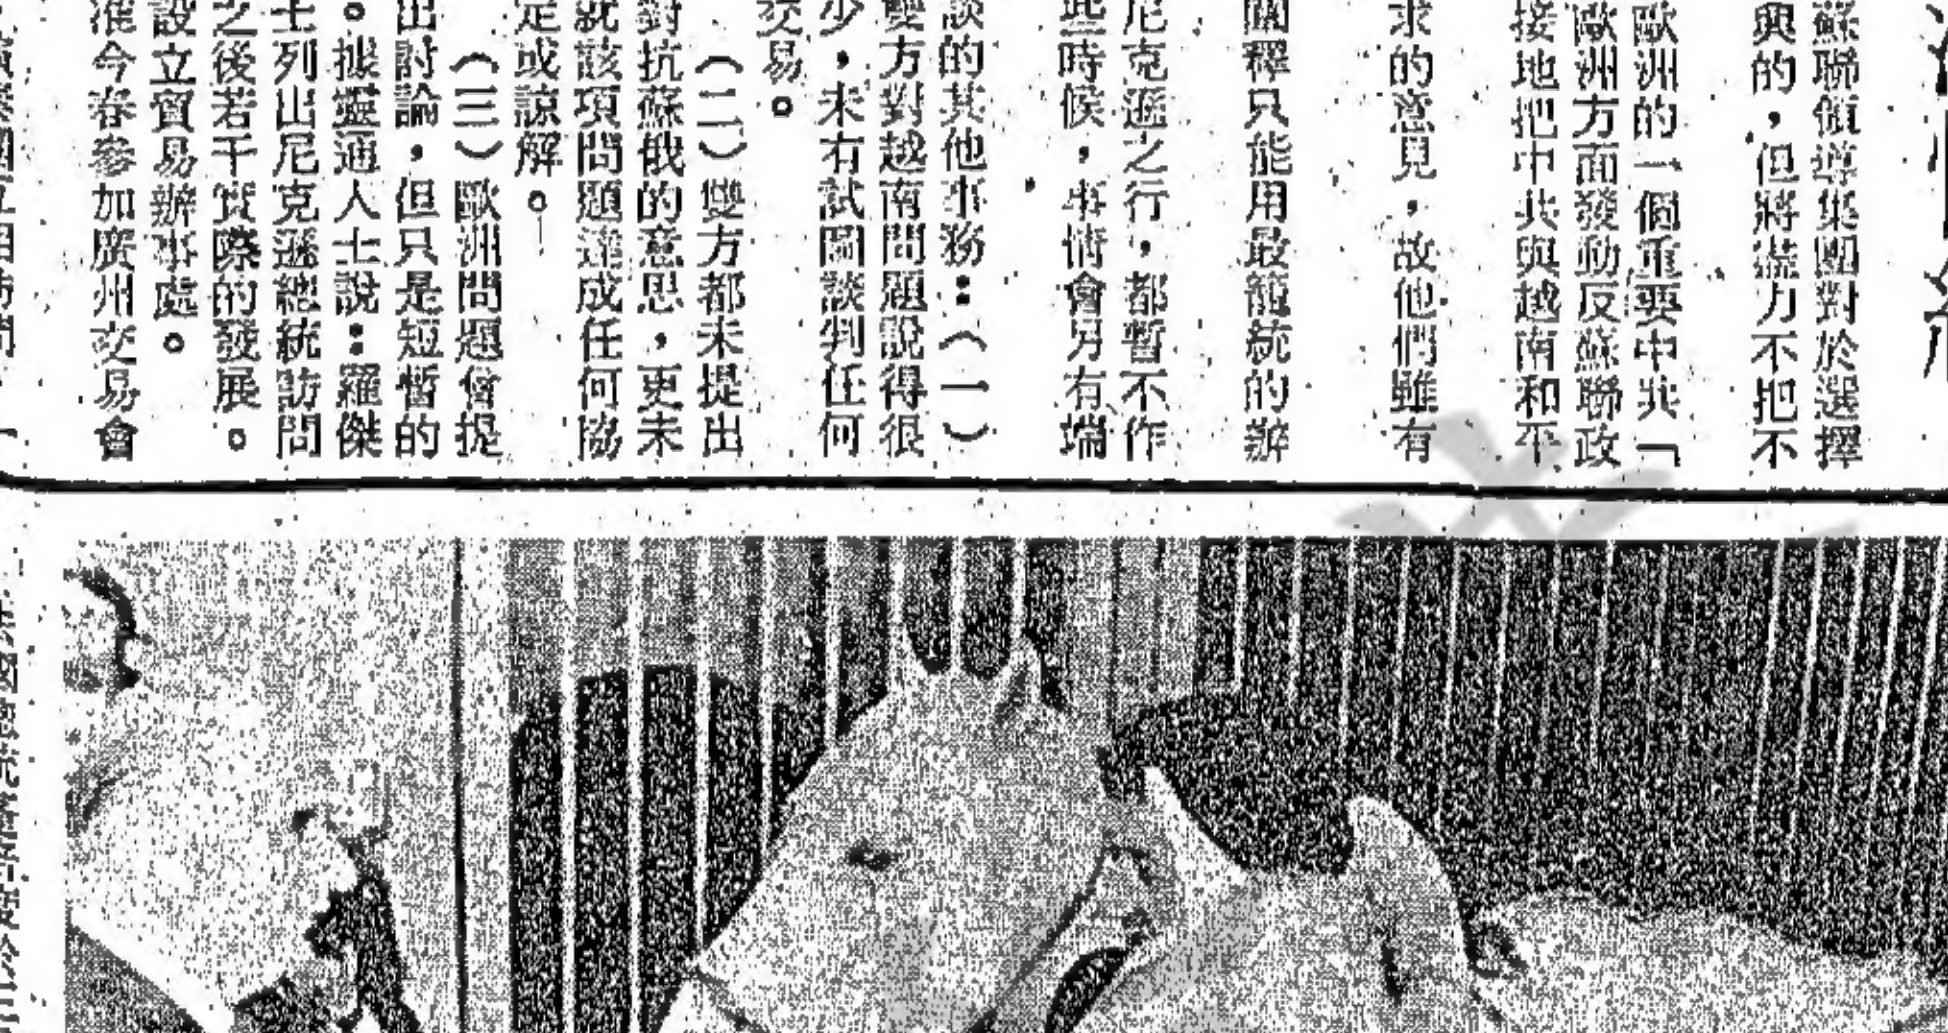 蘇聯領導集團對於選擇
興的，但將盡力不把不
歐洲的一個重要中共「
歐洲方面發動反蘇聯政
接地把中共與越南和平
求的意見，故他們雖有
闡釋只能用最籠統的辦
尼克遜之行，都暫不作
些時候，事情會另有端
談的其他事務：（一）
雙方對越南問題說得很
少，未有試圖談判任何
交易。
（二）雙方都未提出
對抗蘇俄的意思，更未
就該項問題達成任何協
定或諒解。
（三）歐洲問題曾提
出討論，但只是短暫的
。據靈通人士說：羅傑
士列出尼克遜總統訪問
之後若干實際的發展。
設立貿易辦事處。
准今春參加廣州交易會